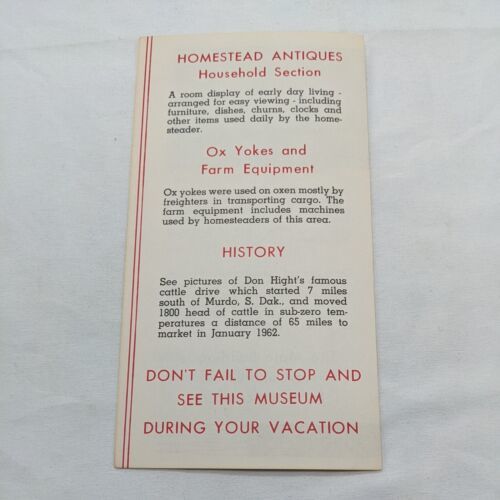 HOMESTEAD ANTIQUES
Household Section
A room display of early day living -
arranged for easy viewing - including
furniture, dishes, churns, clocks and
other items used daily by the home-
steader.
Ox Yokes and
Farm Equipment
Ox yokes were used on oxen mostly by
freighters in transporting cargo. The
farm equipment includes machines
used by homesteaders of this area.
HISTORY
See pictures of Don Hight's famous
cattle drive which started 7 miles
south of Murdo, S. Dak., and moved
1800 head of cattle in sub-zero tem-
peratures a distance of 65 miles to
market in January 1962.
DON'T FAIL TO STOP AND
SEE THIS MUSEUM
DURING YOUR VACATION